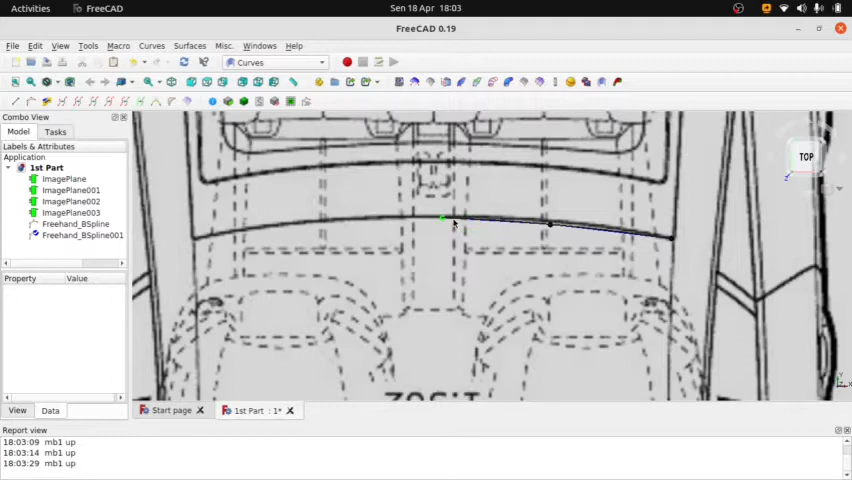 Activities FreeCAD Sen 18 Apr 18:03
FreeCAD 0.19
File Edit View Tools Macro Curves Surfaces Misc. Windows Help
Curves
Combo View
Model Tasks
Labels & Attributes
Application
1st Part
ImagePlane
ImagePlane001
ImagePlane002
ImagePlane003
Freehand_BSpline
Freehand_BSpline001
Property Value
View Data
TOP
Z
Y
X
Start page 1st Part : 1*
Report view
18:03:09 mb1 up
18:03:14 mb1 up
18:03:29 mb1 up